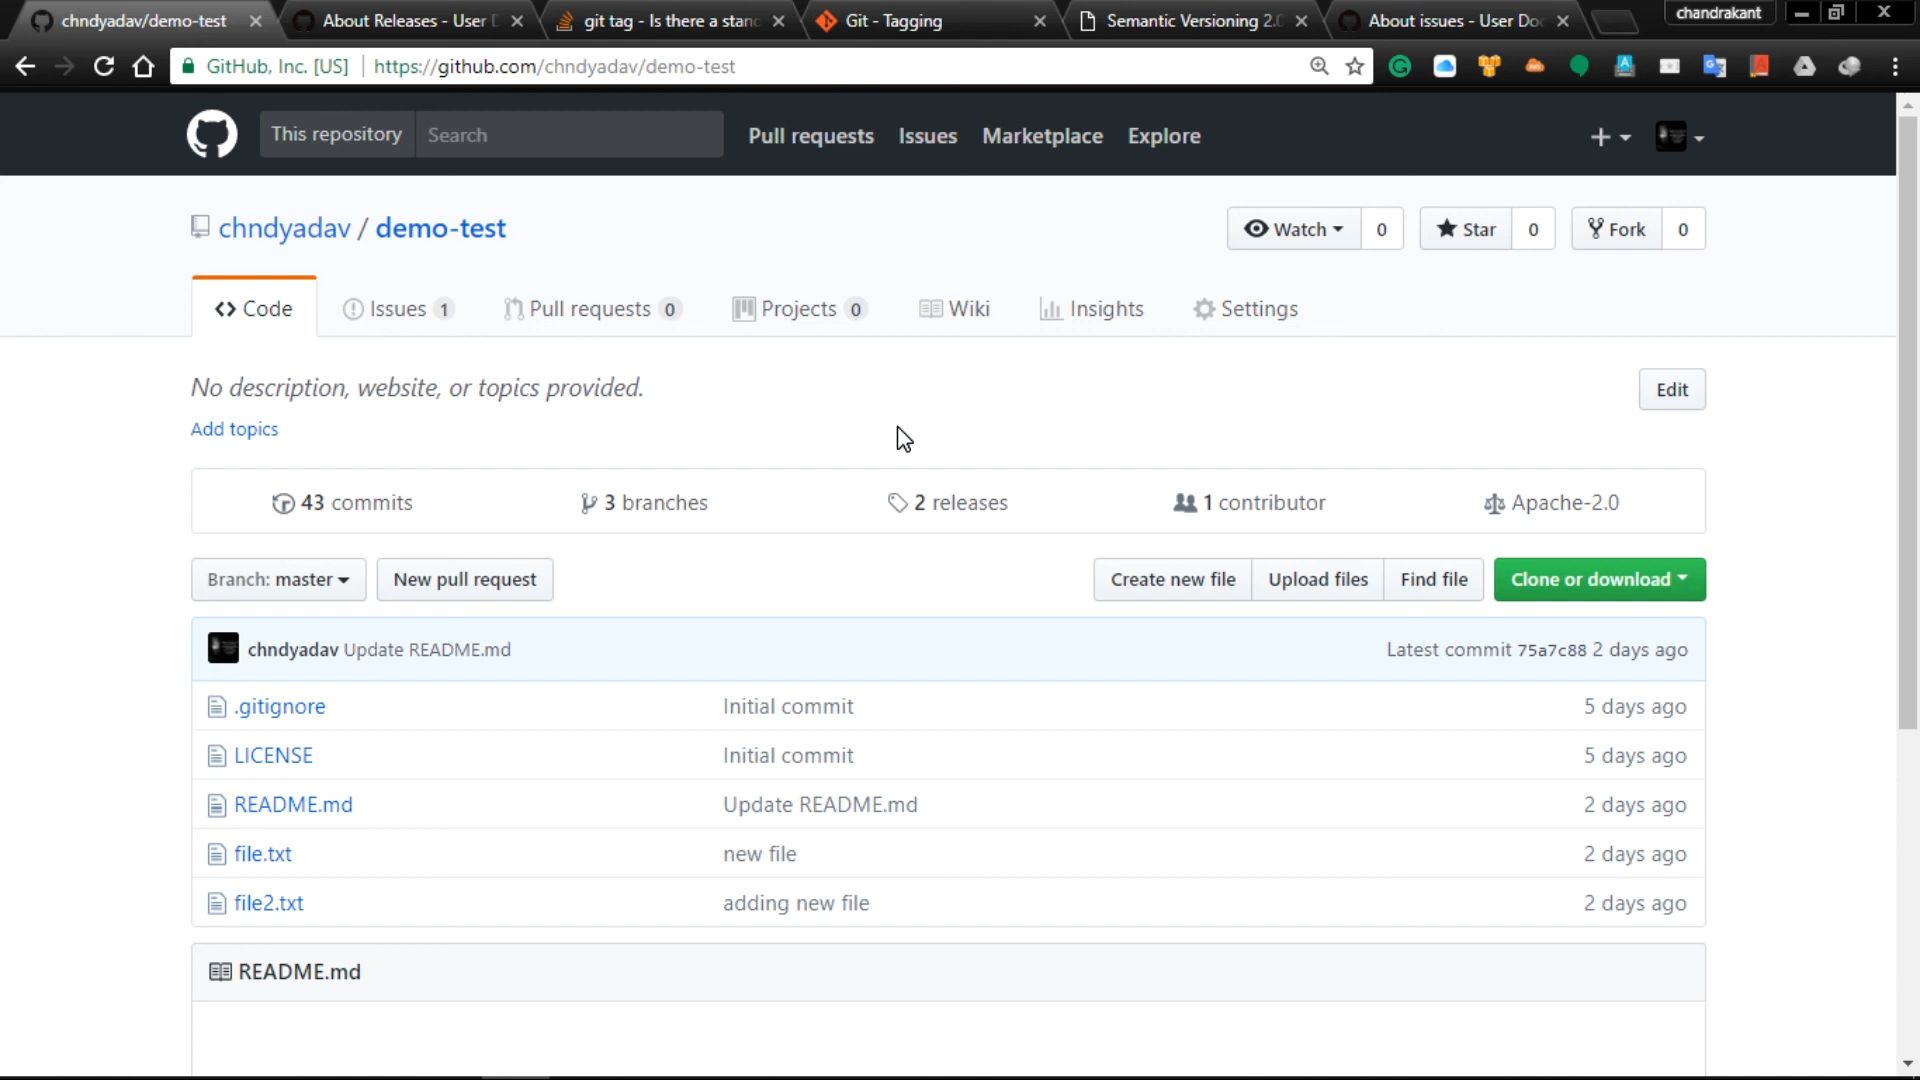 chndyadav/demo-test
About Releases - User D
git tag - Is there a stand
Git - Tagging
Semantic Versioning 2.0
About issues - User Doc
chandrakant
GitHub, Inc. [US] https://github.com/chndyadav/demo-test
This repository Search Pull requests Issues Marketplace Explore
chndyadav / demo-test Watch 0 Star 0 Fork 0
Code Issues 1 Pull requests 0 Projects 0 Wiki Insights Settings
No description, website, or topics provided. Edit
Add topics
43 commits 3 branches 2 releases 1 contributor Apache-2.0
Branch: master New pull request Create new file Upload files Find file Clone or download
chndyadav Update README.md Latest commit 75a7c88 2 days ago
.gitignore Initial commit 5 days ago
LICENSE Initial commit 5 days ago
README.md Update README.md 2 days ago
file.txt new file 2 days ago
file2.txt adding new file 2 days ago
README.md